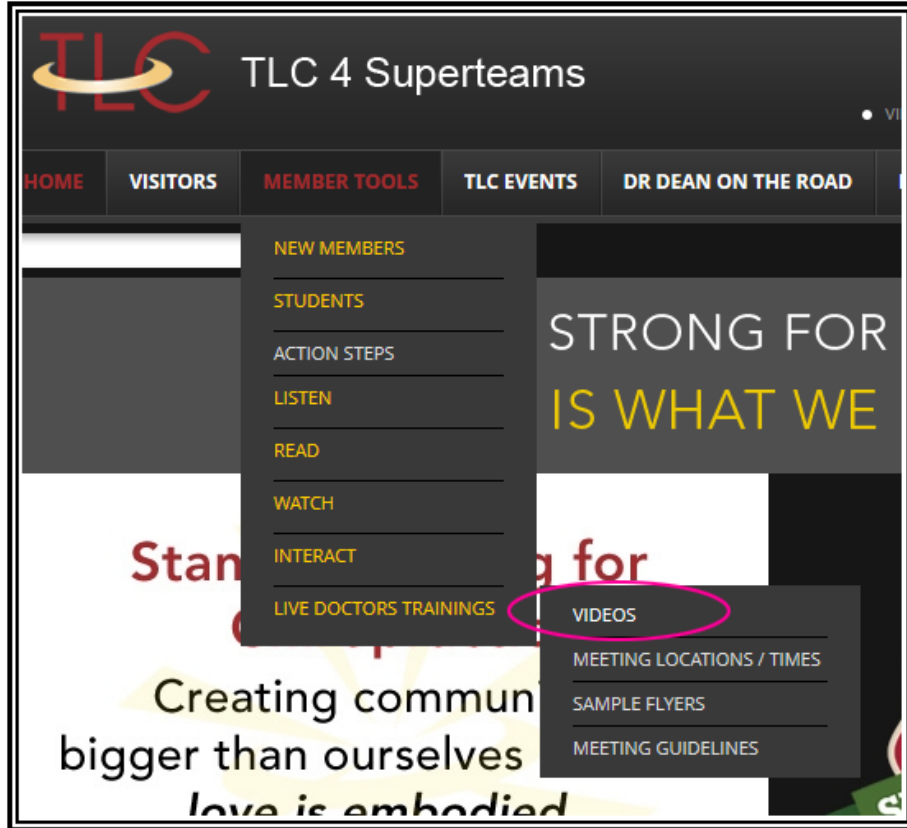 TLC
TLC 4 Superteams
HOME VISITORS MEMBER TOOLS TLC EVENTS DR DEAN ON THE ROAD
NEW MEMBERS
STUDENTS
ACTION STEPS
LISTEN
READ
WATCH
INTERACT
LIVE DOCTORS TRAININGS
VIDEOS
MEETING LOCATIONS / TIMES
SAMPLE FLYERS
MEETING GUIDELINES
STRONG FOR
IS WHAT WE
Stan g for
Creating commun
bigger than ourselves
love is embodied